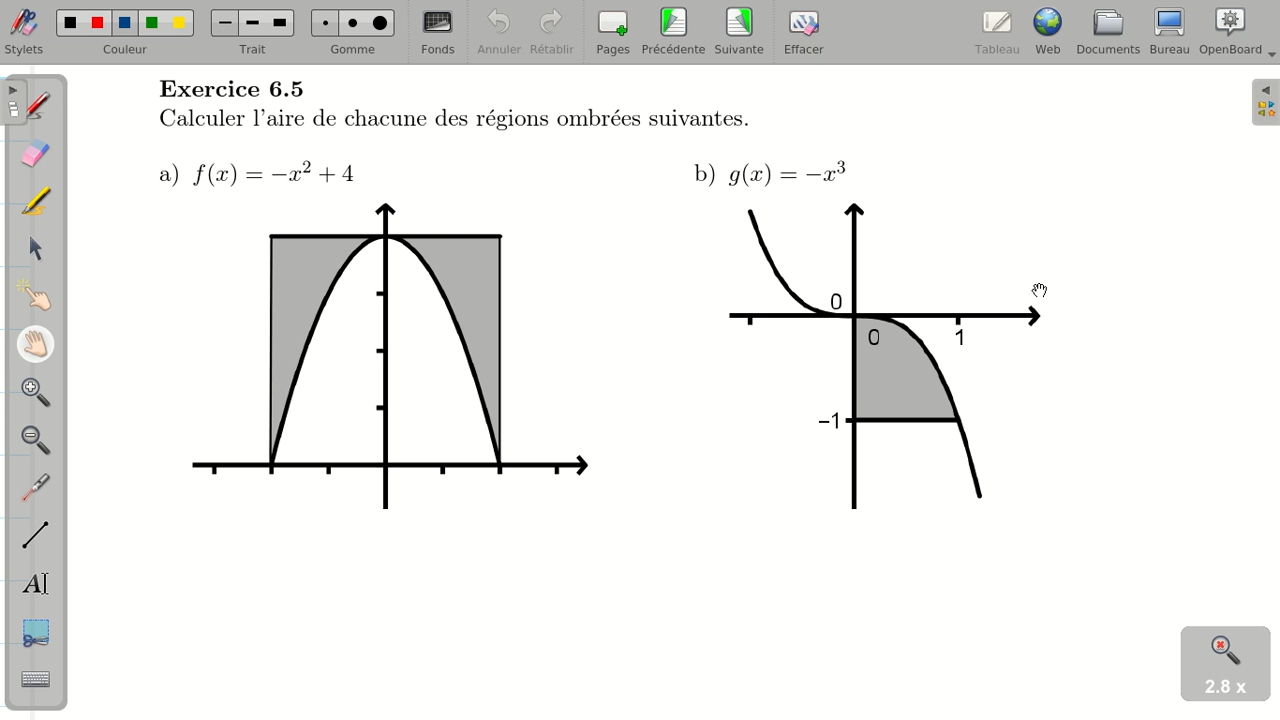 Stylets Couleur Trait Gomme Fonds Annuler Rétablir Pages Précédente Suivante Effacer Tableau Web Documents Bureau OpenBoard
Exercice 6.5
Calculer l'aire de chacune des régions ombrées suivantes.
a) f(x) = −x² + 4
b) g(x) = −x³
0
0 1
−1
A
2.8 x